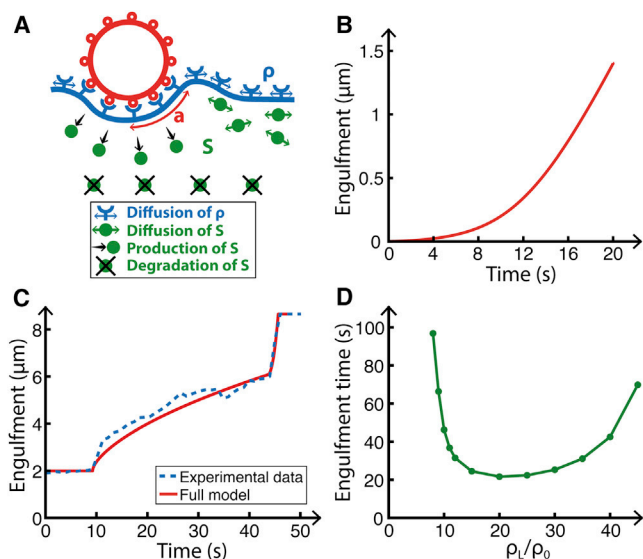 A
ρ
a
S
Diffusion of ρ
Diffusion of S
Production of S
Degradation of S
B
Engulfment (μm)
1.5
1
0.5
0
0 4 8 12 16 20
Time (s)
C
Engulfment (μm)
8
6
4
2
0
0 10 20 30 40 50
Time (s)
Experimental data
Full model
D
Engulfment time (s)
100
80
60
40
20
0
0 10 20 30 40
ρL/ρ0